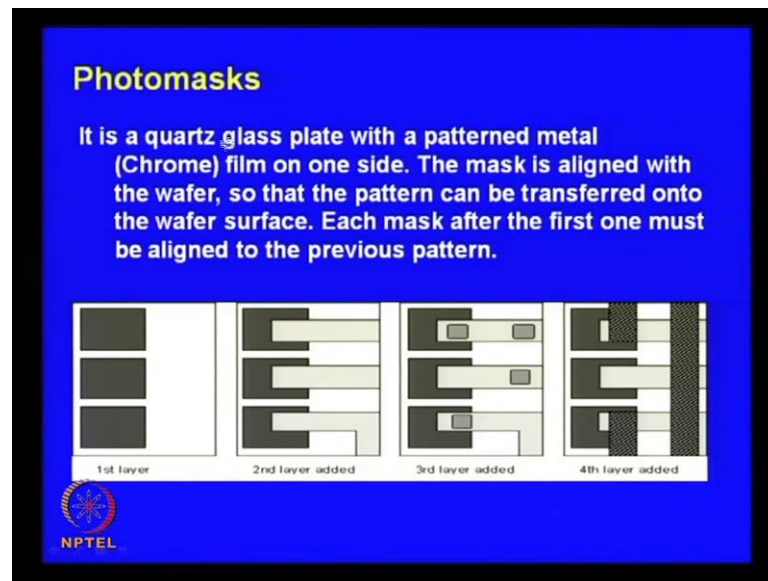 Photomasks
It is a quartz glass plate with a patterned metal
(Chrome) film on one side. The mask is aligned with
the wafer, so that the pattern can be transferred onto
the wafer surface. Each mask after the first one must
be aligned to the previous pattern.
1st layer
2nd layer added
3rd layer added
4th layer added
NPTEL